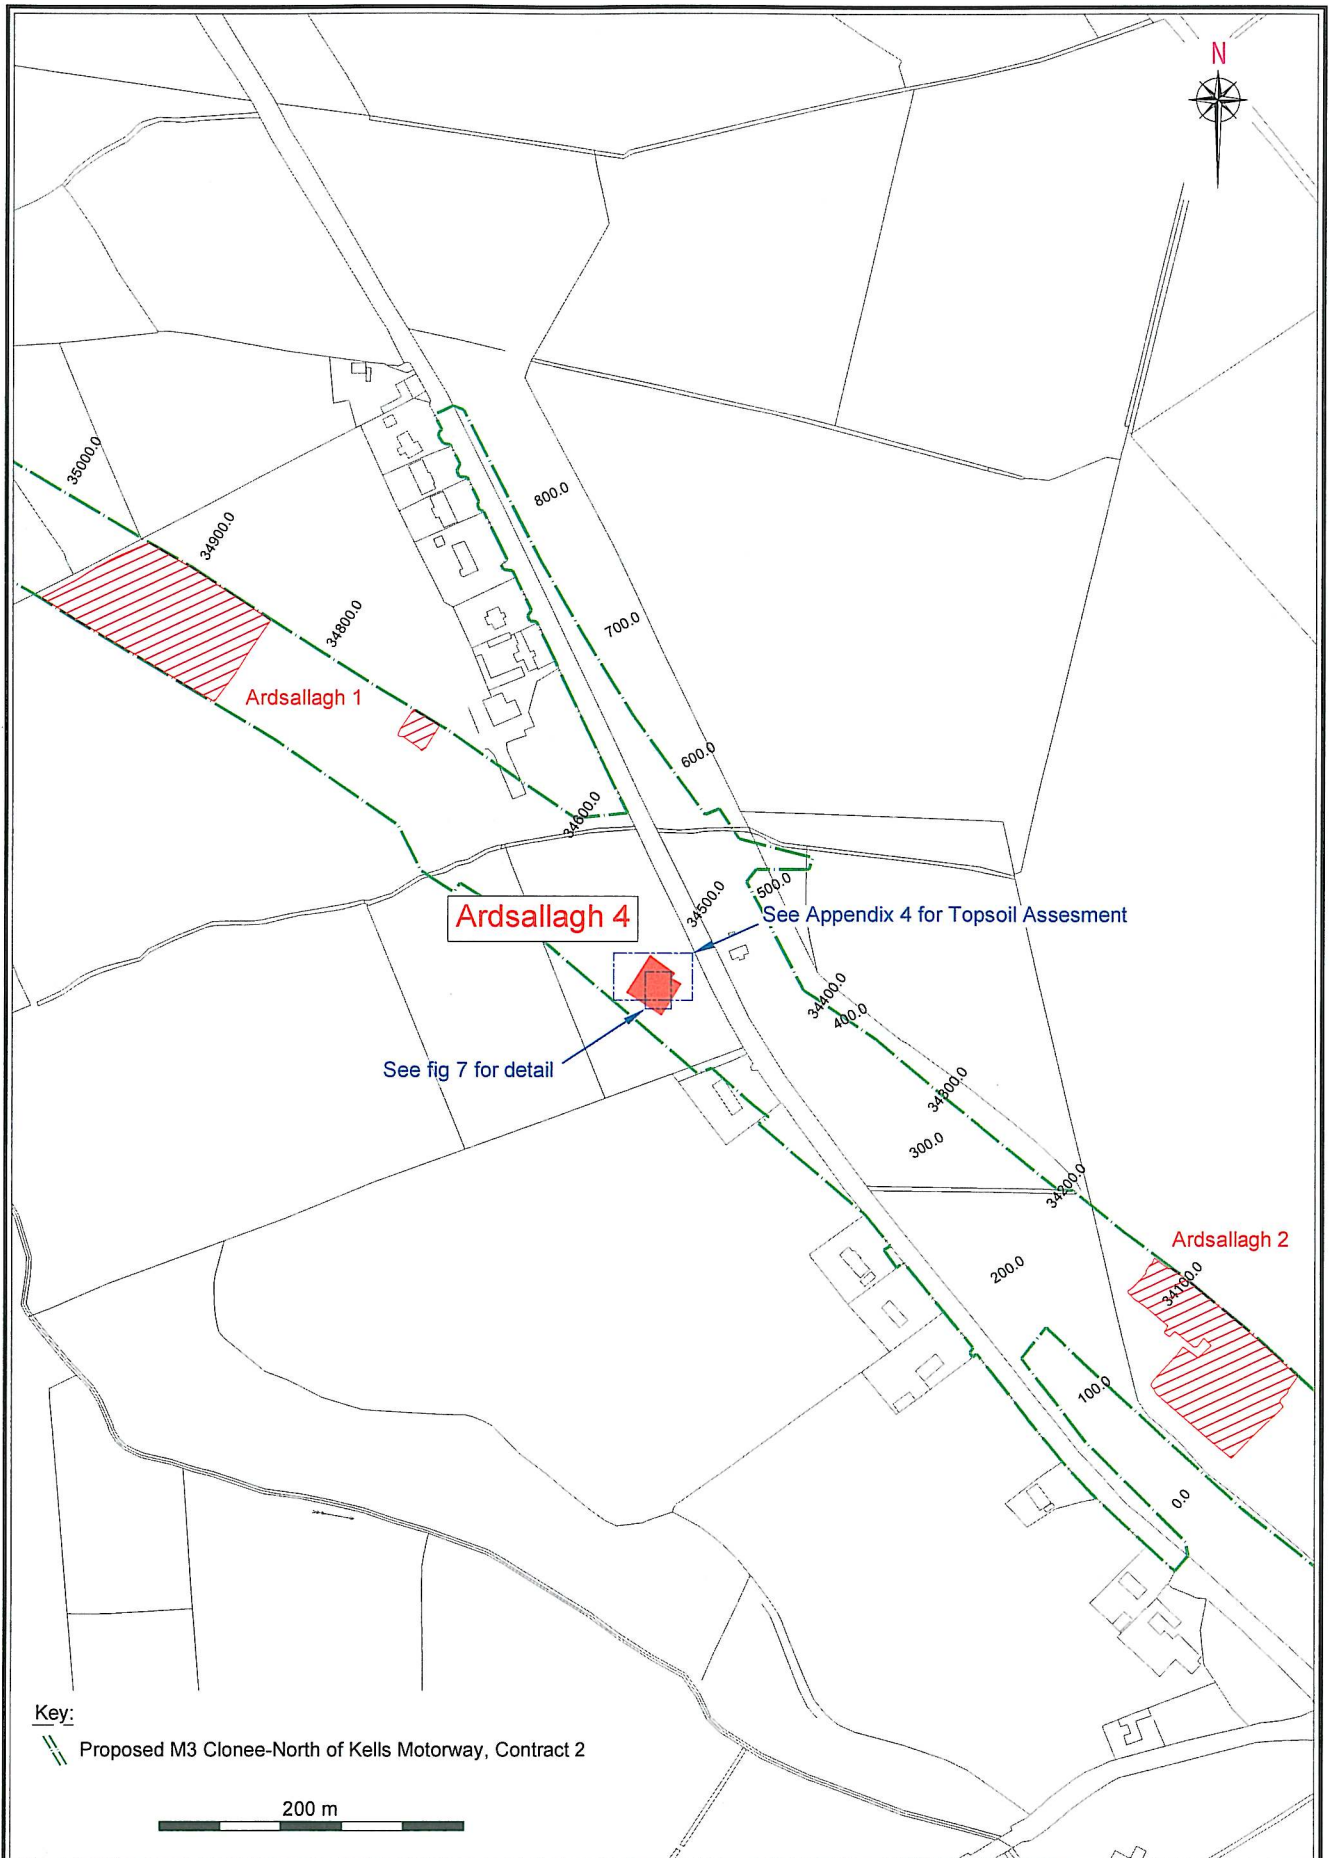 N
35000.0
34900.0
800.0
34800.0
700.0
Ardsallagh 1
600.0
34600.0
500.0
34500.0
Ardsallagh 4
See Appendix 4 for Topsoil Assesment
34400.0
400.0
See fig 7 for detail
34300.0
300.0
34200.0
Ardsallagh 2
200.0
34100.0
100.0
0.0
Key:
Proposed M3 Clonee-North of Kells Motorway, Contract 2
200 m